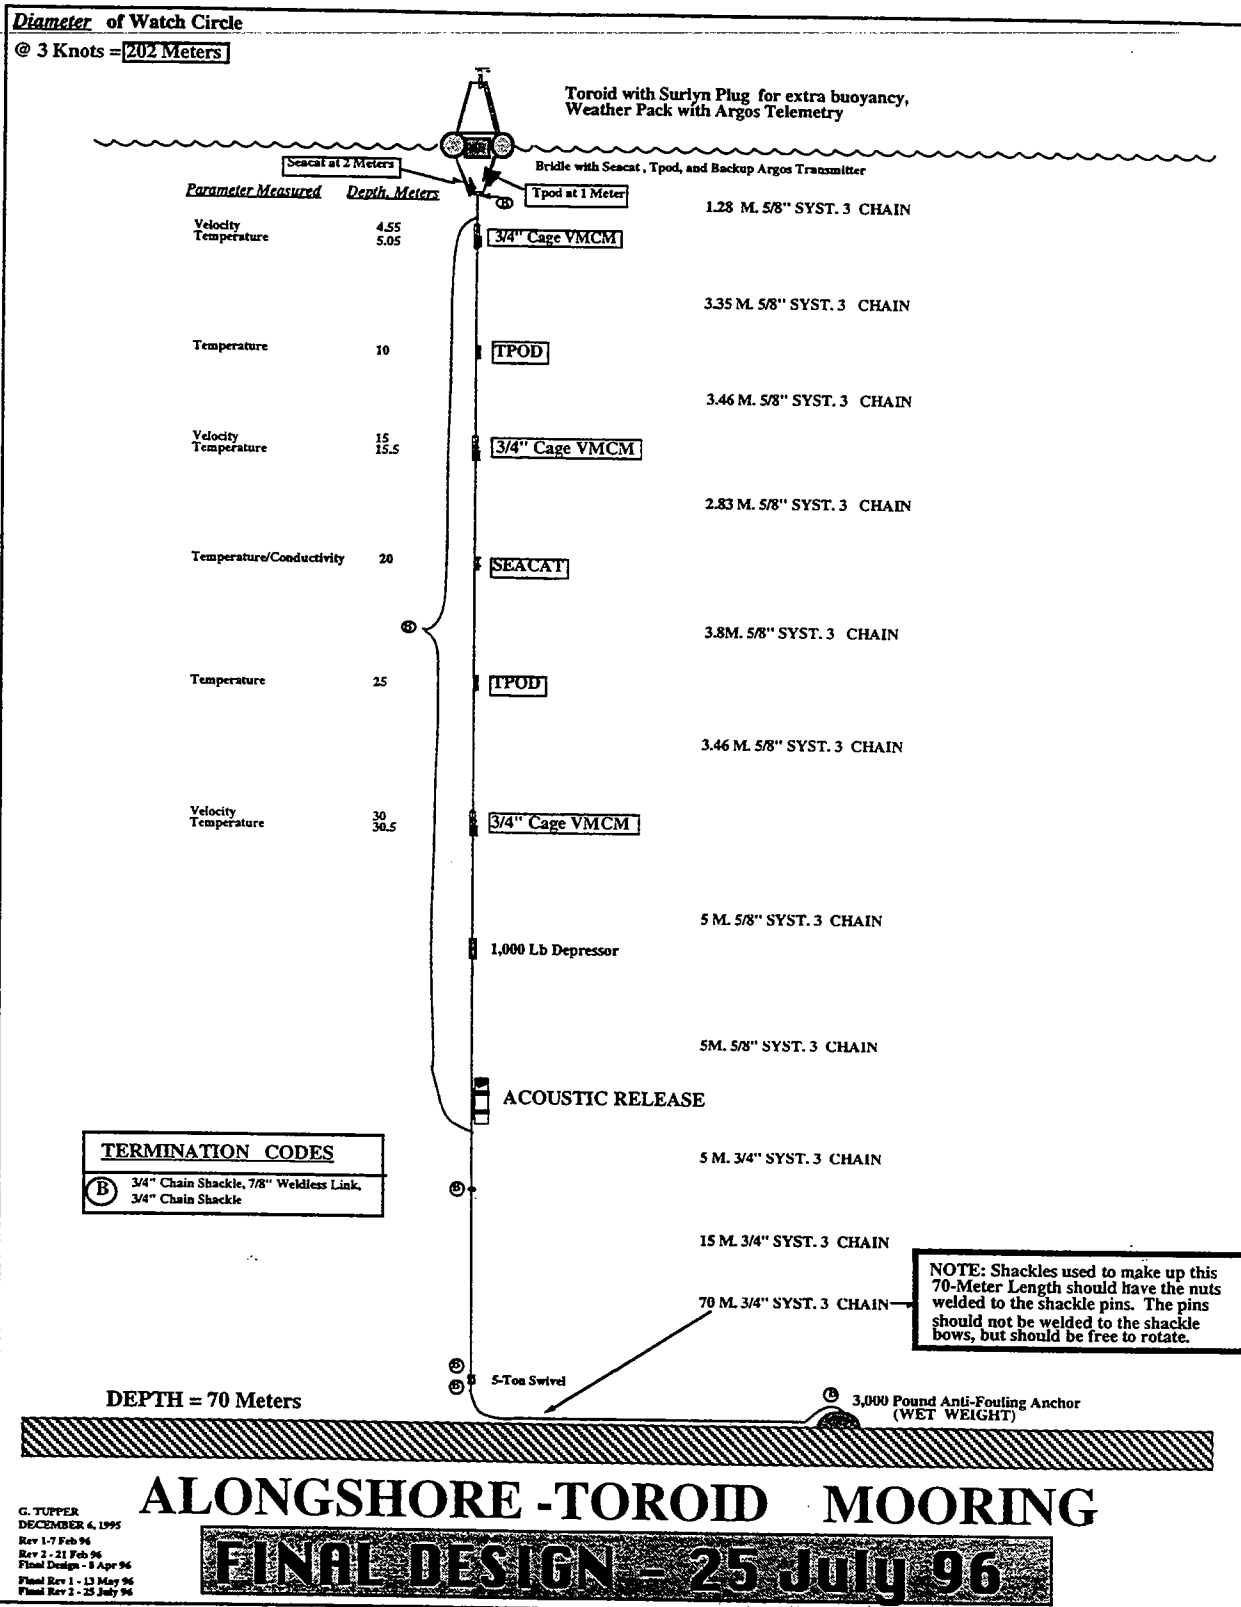 Diameter of Watch Circle
@ 3 Knots = 202 Meters
Toroid with Surlyn Plug for extra buoyancy,
Weather Pack with Argos Telemetry
Seacat at 2 Meters
Bridle with Seacat, Tpod, and Backup Argos Transmitter
Parameter Measured Depth, Meters
Tpod at 1 Meter
B
1.28 M. 5/8" SYST. 3 CHAIN
Velocity 4.55
Temperature 5.05
3/4" Cage VMCM
3.35 M. 5/8" SYST. 3 CHAIN
Temperature 10
TPOD
3.46 M. 5/8" SYST. 3 CHAIN
Velocity 15
Temperature 15.5
3/4" Cage VMCM
2.83 M. 5/8" SYST. 3 CHAIN
Temperature/Conductivity 20
SEACAT
B
3.8M. 5/8" SYST. 3 CHAIN
Temperature 25
TPOD
3.46 M. 5/8" SYST. 3 CHAIN
Velocity 30
Temperature 30.5
3/4" Cage VMCM
5 M. 5/8" SYST. 3 CHAIN
1,000 Lb Depressor
5M. 5/8" SYST. 3 CHAIN
ACOUSTIC RELEASE
TERMINATION CODES
B 3/4" Chain Shackle, 7/8" Weldless Link,
3/4" Chain Shackle
5 M. 3/4" SYST. 3 CHAIN
B
15 M. 3/4" SYST. 3 CHAIN
70 M. 3/4" SYST. 3 CHAIN
NOTE: Shackles used to make up this
70-Meter Length should have the nuts
welded to the shackle pins. The pins
should not be welded to the shackle
bows, but should be free to rotate.
B
B
5-Ton Swivel
DEPTH = 70 Meters
B
3,000 Pound Anti-Fouling Anchor
(WET WEIGHT)
ALONGSHORE -TOROID MOORING
FINAL DESIGN - 25 July 96
G. TUPPER
DECEMBER 6, 1995
Rev 1-7 Feb 96
Rev 2 - 21 Feb 96
Final Design - 8 Apr 96
Final Rev 1 - 13 May 96
Final Rev 2 - 25 July 96